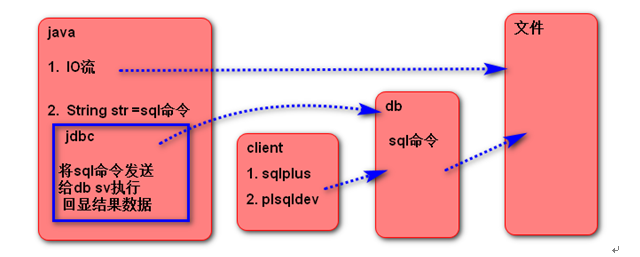 java
1. IO流
2. String str =sql命令
jdbc
将sql命令发送
给db sv执行
回显结果数据
client
1. sqlplus
2. plsqldev
db
sql命令
文件